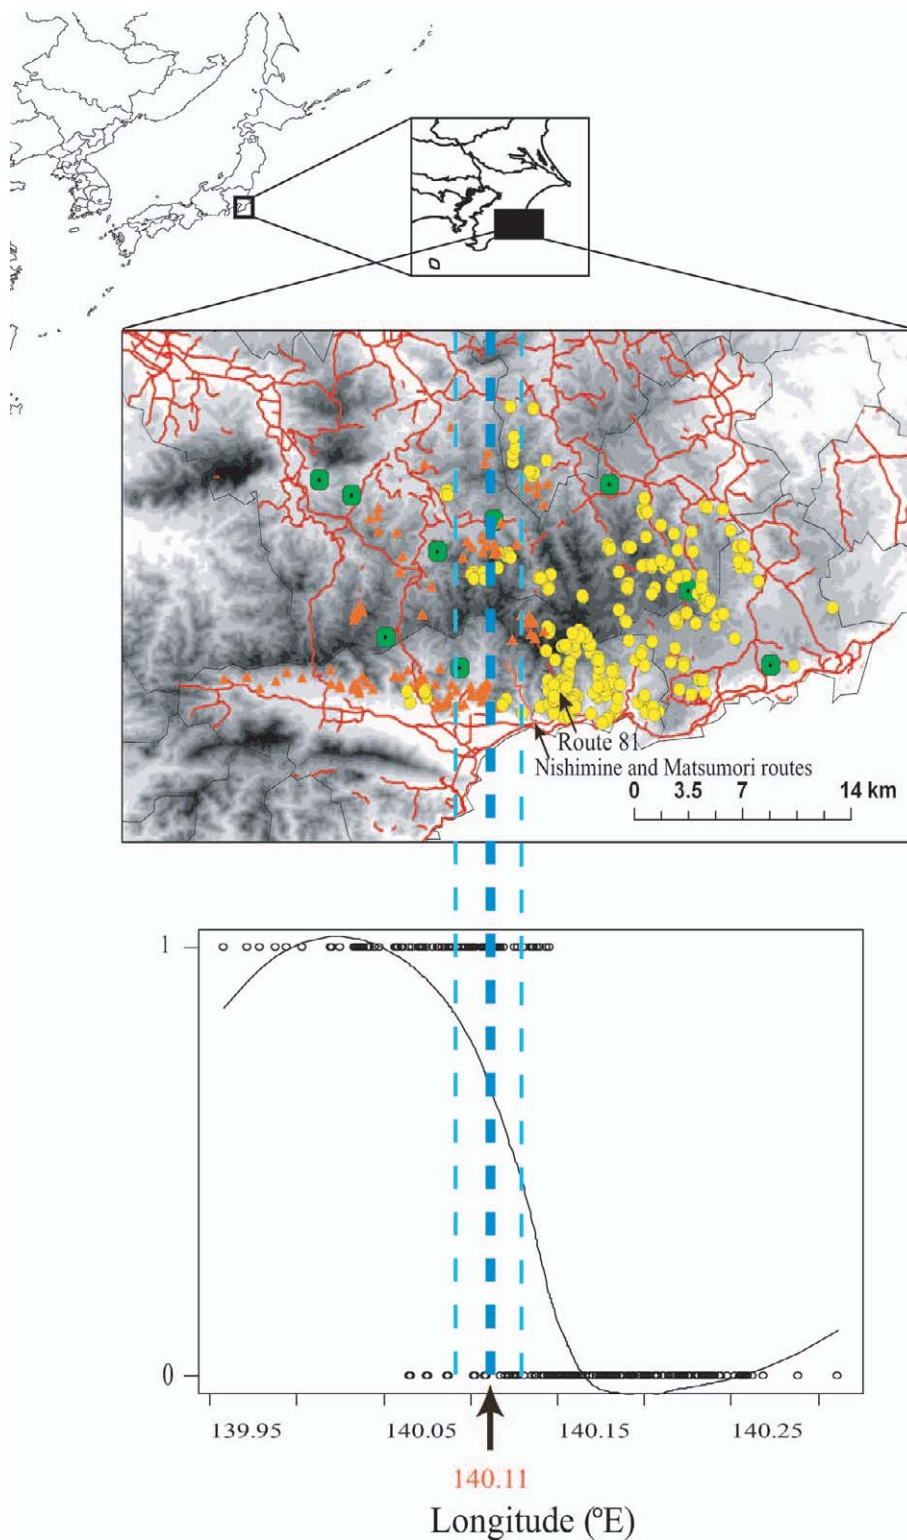 Route 81
Nishimine and Matsumori routes
0 3.5 7 14 km
1
0
139.95 140.05 140.15 140.25
140.11
Longitude (ºE)